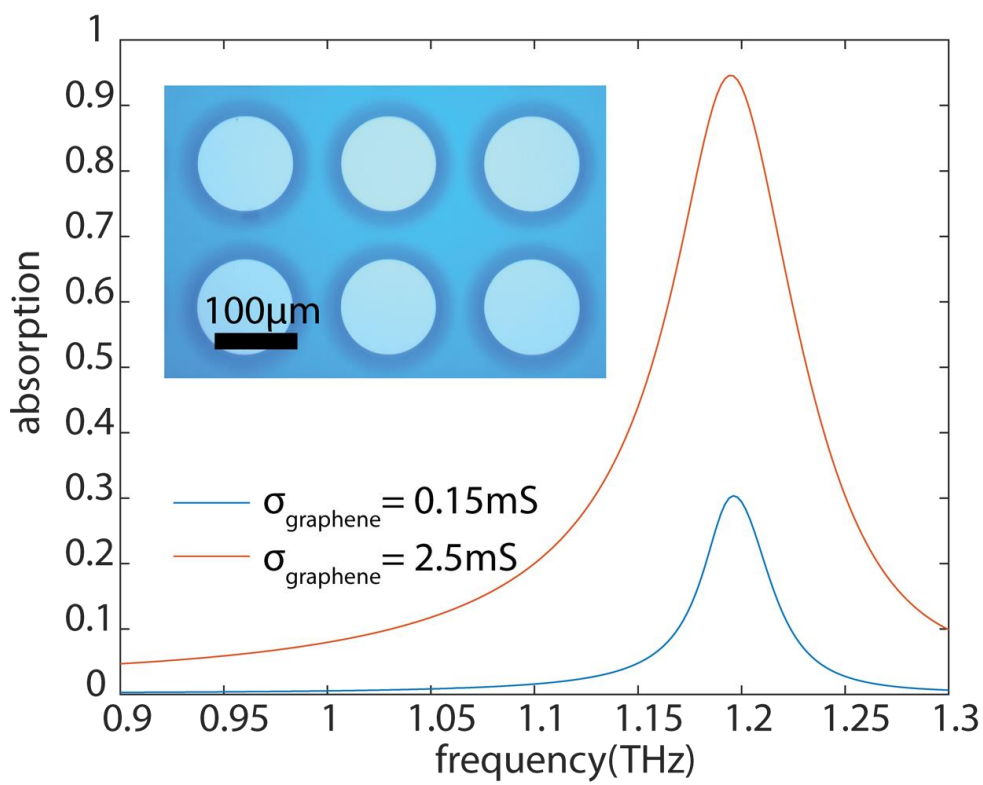 1
0.9
0.8
0.7
0.6
0.5
0.4
0.3
0.2
0.1
0
absorption
100μm
σgraphene= 0.15mS
σgraphene= 2.5mS
0.9 0.95 1 1.05 1.1 1.15 1.2 1.25 1.3
frequency(THz)